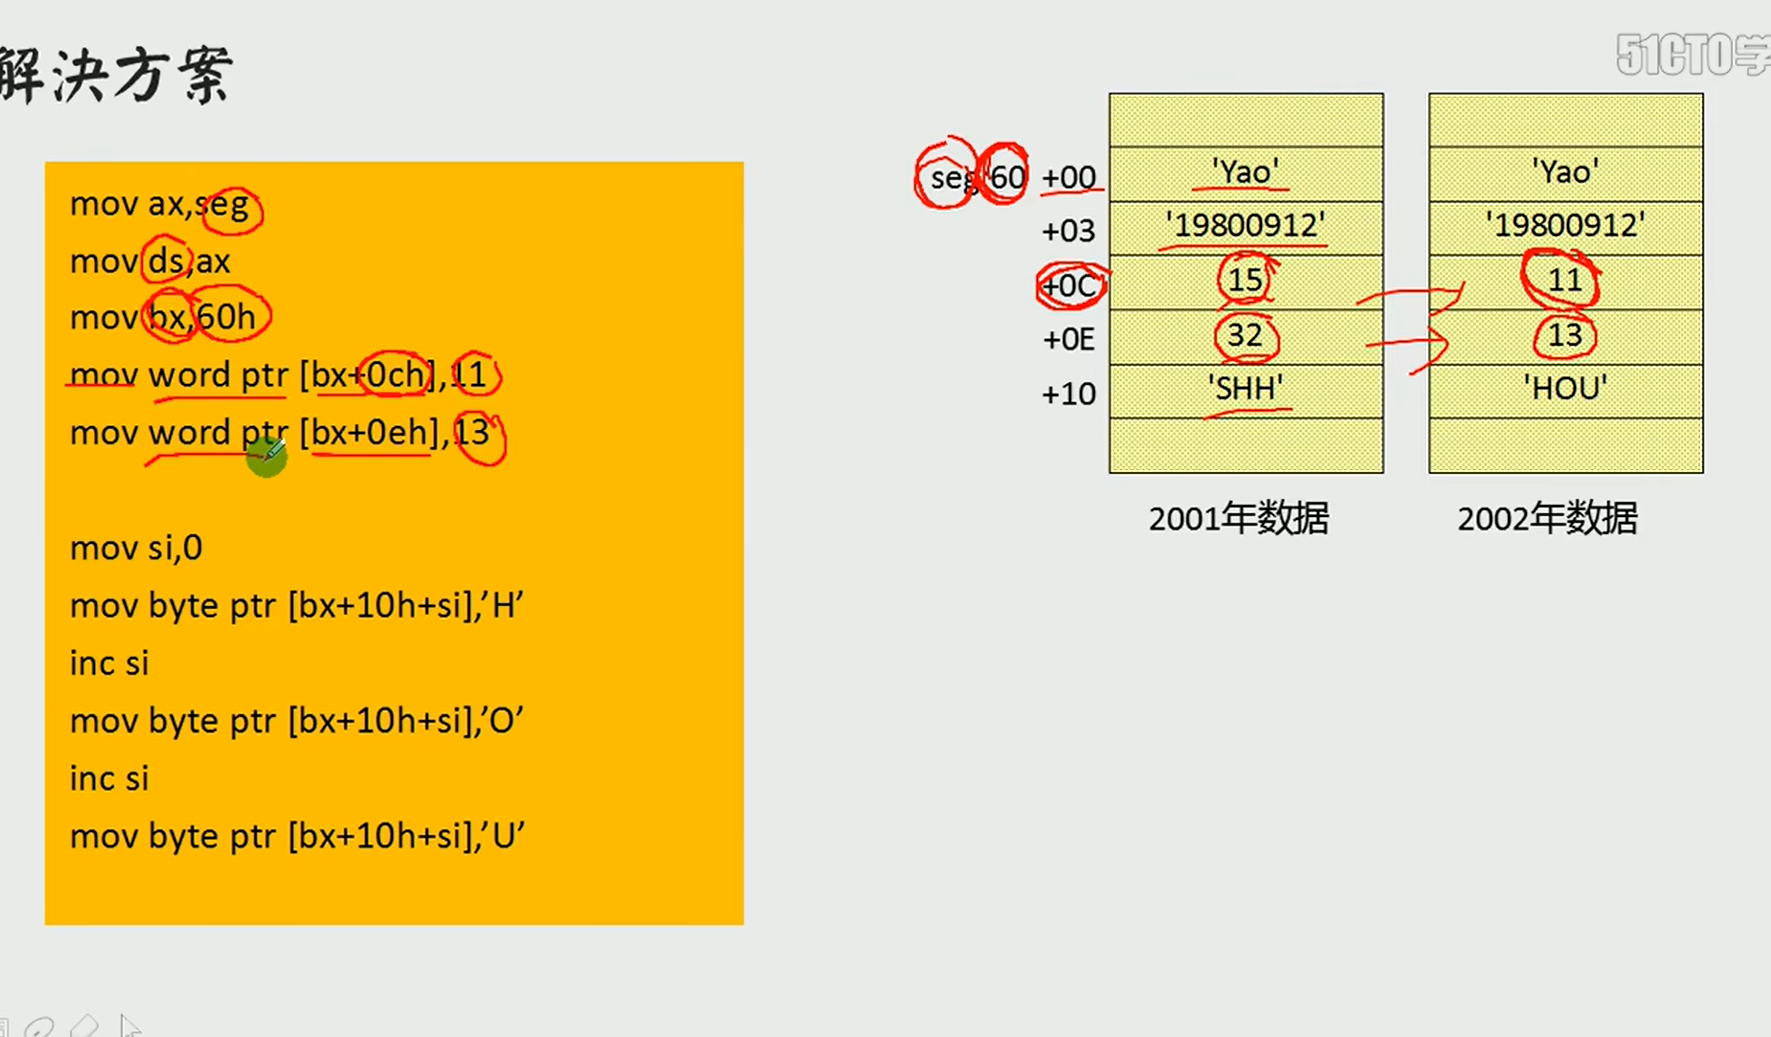 解决方案
51CTO学
mov ax,seg
mov ds,ax
mov bx,60h
mov word ptr [bx+0ch],11
mov word ptr [bx+0eh],13
mov si,0
mov byte ptr [bx+10h+si],’H’
inc si
mov byte ptr [bx+10h+si],’O’
inc si
mov byte ptr [bx+10h+si],’U’
seg 60 +00 'Yao' 'Yao'
+03 '19800912' '19800912'
+0C 15 11
+0E 32 13
+10 'SHH' 'HOU'
2001年数据 2002年数据